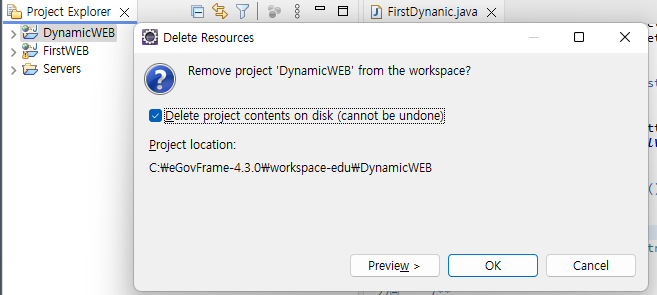 Project Explorer
FirstDynanic.java
DynamicWEB
FirstWEB
Servers
Delete Resources
Remove project 'DynamicWEB' from the workspace?
Delete project contents on disk (cannot be undone)
Project location:
C:₩eGovFrame-4.3.0₩workspace-edu₩DynamicWEB
Preview >
OK
Cancel